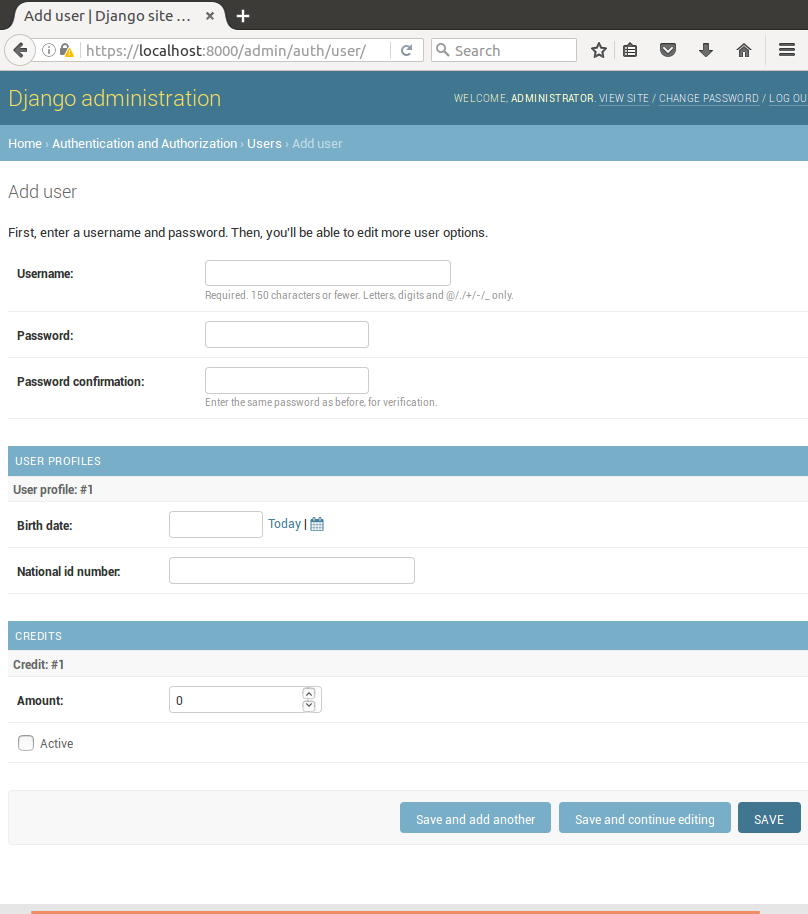 Add user | Django site ...
https://localhost:8000/admin/auth/user/
Search
Django administration
WELCOME, ADMINISTRATOR. VIEW SITE / CHANGE PASSWORD / LOG OU
Home › Authentication and Authorization › Users › Add user
Add user
First, enter a username and password. Then, you'll be able to edit more user options.
Username:
Required. 150 characters or fewer. Letters, digits and @/./+/-/_ only.
Password:
Password confirmation:
Enter the same password as before, for verification.
USER PROFILES
User profile: #1
Birth date:
Today |
National id number:
CREDITS
Credit: #1
Amount:
0
Active
Save and add another
Save and continue editing
SAVE